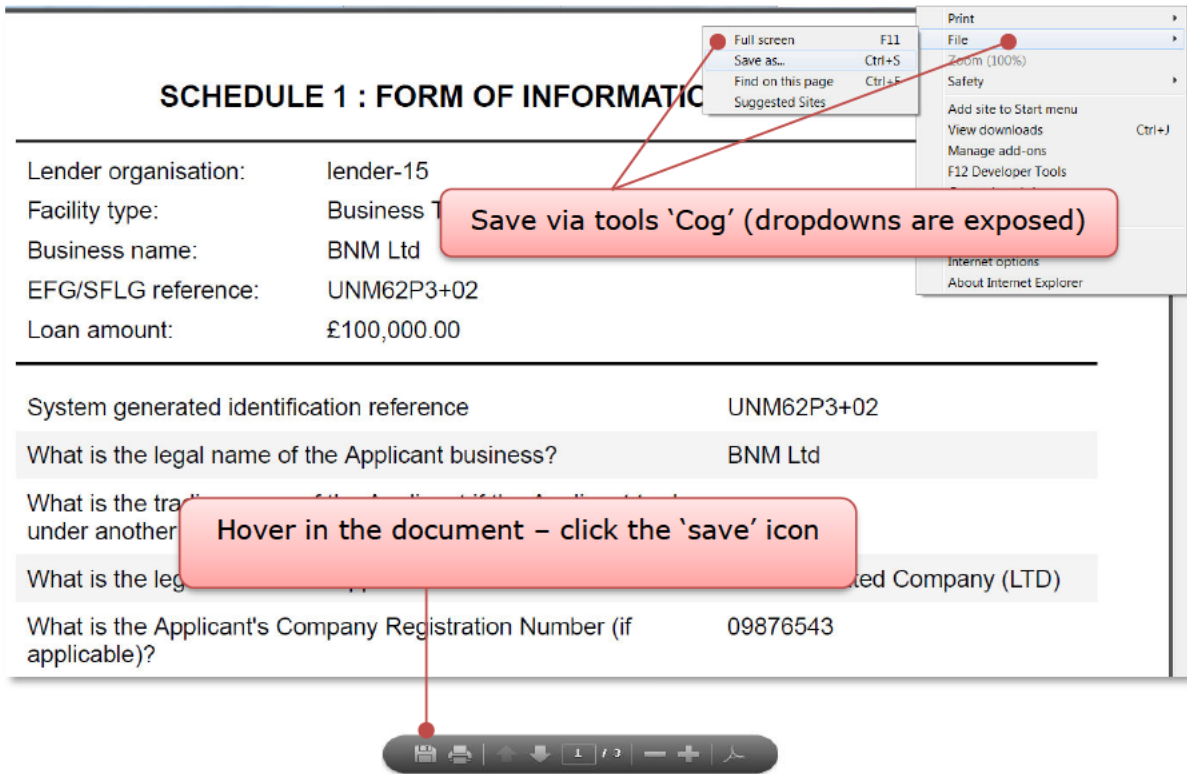 Print
File
Zoom (100%)
Safety
Add site to Start menu
View downloads Ctrl+J
Manage add-ons
F12 Developer Tools
Internet options
About Internet Explorer
Full screen F11
Save as... Ctrl+S
Find on this page Ctrl+F
Suggested Sites
SCHEDULE 1 : FORM OF INFORMATIO
Lender organisation: lender-15
Facility type: Business T
Business name: BNM Ltd
EFG/SFLG reference: UNM62P3+02
Loan amount: £100,000.00
Save via tools ‘Cog’ (dropdowns are exposed)
System generated identification reference UNM62P3+02
What is the legal name of the Applicant business? BNM Ltd
What is the
under another
Hover in the document – click the ‘save’ icon
What is the leg ted Company (LTD)
What is the Applicant's Company Registration Number (if 09876543
applicable)?
1 / 3